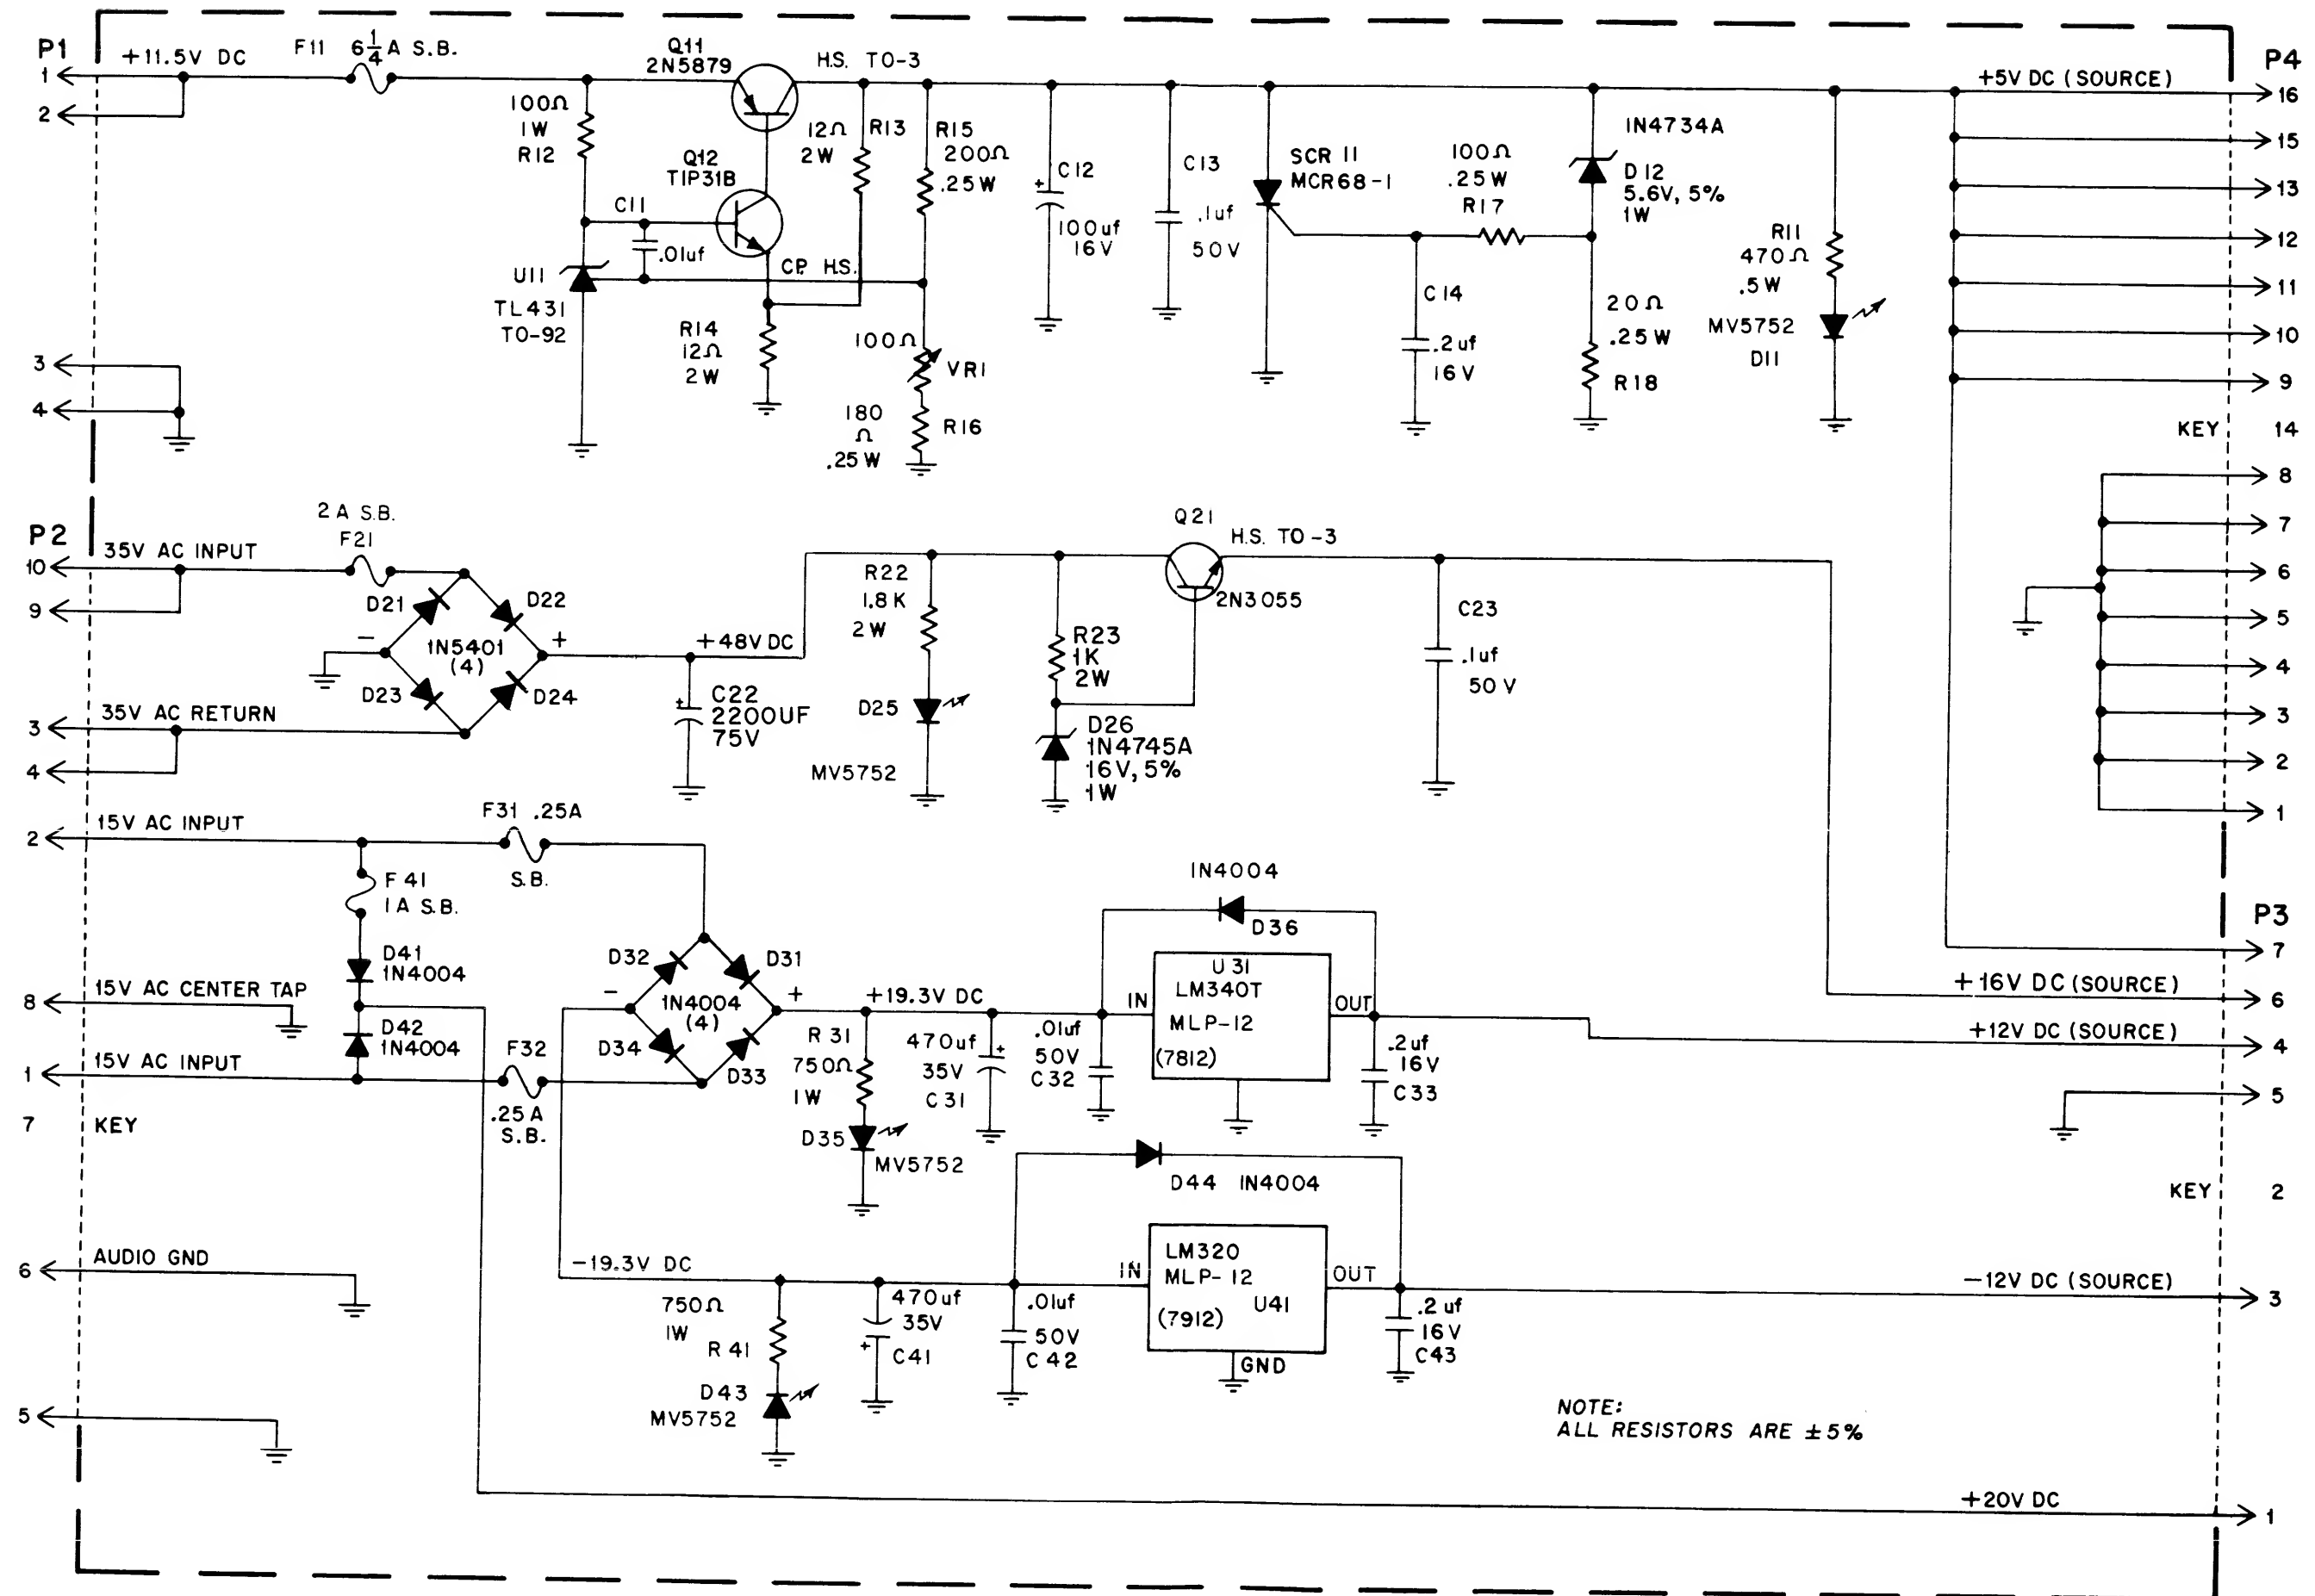 P1
1
+11.5V DC
F11 6 1/4 A S.B.
2
Q11
2N5879
H.S. TO-3
100Ω
1W
R12
12Ω
2W
R13
R15
200Ω
.25W
Q12
TIP31B
C11
.01uf
CP. H.S.
U11
TL431
TO-92
R14
12Ω
2W
100Ω
VR1
180
Ω
.25W
R16
C12
+
100uf
16V
C13
.1uf
50V
SCR 11
MCR68-1
100Ω
.25W
R17
1N4734A
D12
5.6V, 5%
1W
C14
.2uf
16V
20Ω
.25W
R18
R11
470Ω
.5W
MV5752
D11
+5V DC (SOURCE)
P4
16
15
13
12
11
10
9
KEY 14
8
7
6
5
4
3
2
1
3
4
P2
10
35V AC INPUT
9
2 A S.B.
F21
D21
D22
-
+
1N5401
(4)
D23
D24
3
35V AC RETURN
4
+48V DC
+
C22
2200UF
75V
R22
1.8K
2W
D25
MV5752
Q21
H.S. TO-3
2N3055
R23
1K
2W
D26
1N4745A
16V, 5%
1W
C23
.1uf
50V
2
15V AC INPUT
F31 .25A
S.B.
F41
1A S.B.
D41
1N4004
8
15V AC CENTER TAP
D42
1N4004
1
15V AC INPUT
F32
.25A
S.B.
7
KEY
D32
D31
-
+
1N4004
(4)
D34
D33
+19.3V DC
R31
750Ω
1W
D35
MV5752
470uf
+
35V
C31
.01uf
50V
C32
1N4004
D36
U31
LM340T
MLP-12
(7812)
IN
OUT
.2uf
16V
C33
P3
7
+16V DC (SOURCE)
6
+12V DC (SOURCE)
4
5
KEY 2
6
AUDIO GND
5
-19.3V DC
750Ω
1W
R41
D43
MV5752
470uf
35V
+
C41
.01uf
50V
C42
D44 1N4004
IN
LM320
MLP-12
(7912)
U41
OUT
GND
.2uf
16V
C43
-12V DC (SOURCE)
3
NOTE:
ALL RESISTORS ARE ±5%
+20V DC
1